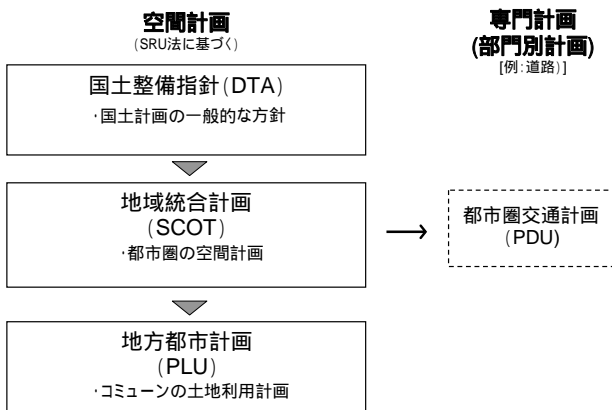 空間計画
(SRU法に基づく)
専門計画
(部門別計画)
[例:道路)]
国土整備指針(DTA)
・国土計画の一般的な方針
地域統合計画
(SCOT)
・都市圏の空間計画
都市圏交通計画
(PDU)
地方都市計画
(PLU)
・コミューンの土地利用計画